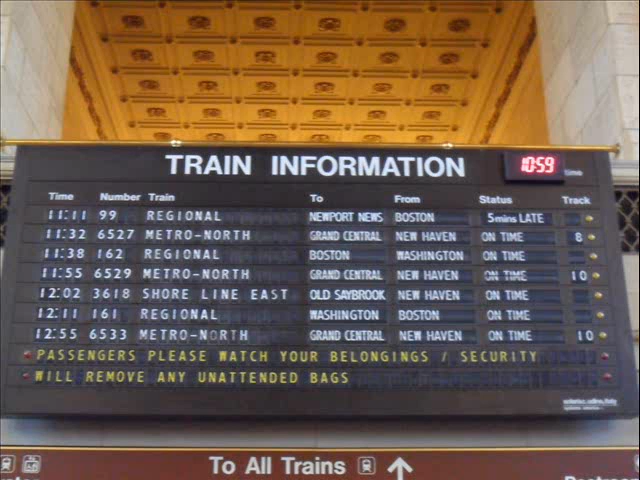 TRAIN INFORMATION 10:59 time
Time Number Train To From Status Track
11:11 99 REGIONAL NEWPORT NEWS BOSTON 5mins LATE
11:32 6527 METRO-NORTH GRAND CENTRAL NEW HAVEN ON TIME 8
11:38 162 REGIONAL BOSTON WASHINGTON ON TIME
11:55 6529 METRO-NORTH GRAND CENTRAL NEW HAVEN ON TIME 10
12:02 3618 SHORE LINE EAST OLD SAYBROOK NEW HAVEN ON TIME
12:11 161 REGIONAL WASHINGTON BOSTON ON TIME
12:55 6533 METRO-NORTH GRAND CENTRAL NEW HAVEN ON TIME 10
PASSENGERS PLEASE WATCH YOUR BELONGINGS / SECURITY
WILL REMOVE ANY UNATTENDED BAGS
To All Trains